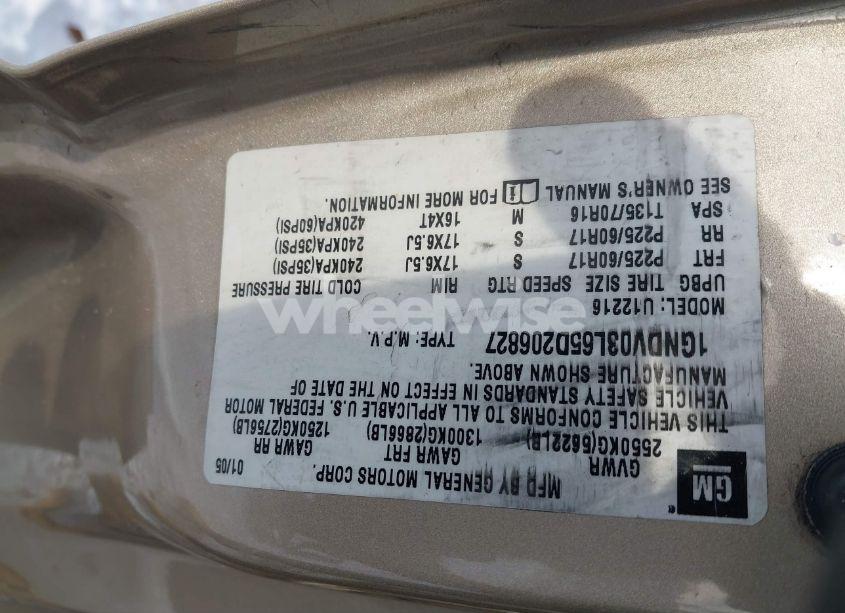 GM
MFD BY GENERAL MOTORS CORP. 01/05
GVWR GAWR FRT GAWR RR
2550KG(5622LB) 1300KG(2866LB) 1250KG(2756LB)
THIS VEHICLE CONFORMS TO ALL APPLICABLE U.S. FEDERAL MOTOR
VEHICLE SAFETY STANDARDS IN EFFECT ON THE DATE OF
MANUFACTURE SHOWN ABOVE.
1GNDV03L65D206827 TYPE: M.P.V.
MODEL: U12216
UPBG TIRE SIZE SPEED RTG RIM COLD TIRE PRESSURE
FRT P225/60R17 S 17X6.5J 240KPA(35PSI)
RR P225/60R17 S 17X6.5J 240KPA(35PSI)
SPA T135/70R16 M 16X4T 420KPA(60PSI)
SEE OWNER'S MANUAL FOR MORE INFORMATION.
wheelwise